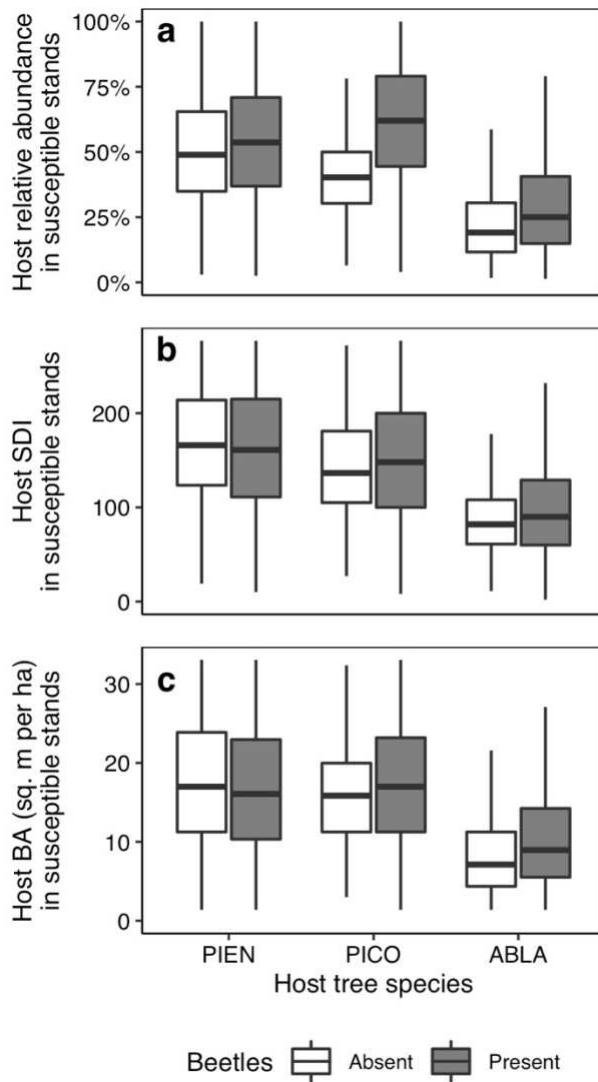 a
Host relative abundance
in susceptible stands
100%
75%
50%
25%
0%
b
Host SDI
in susceptible stands
200
100
0
c
Host BA (sq. m per ha)
in susceptible stands
30
20
10
0
PIEN PICO ABLA
Host tree species
Beetles Absent Present